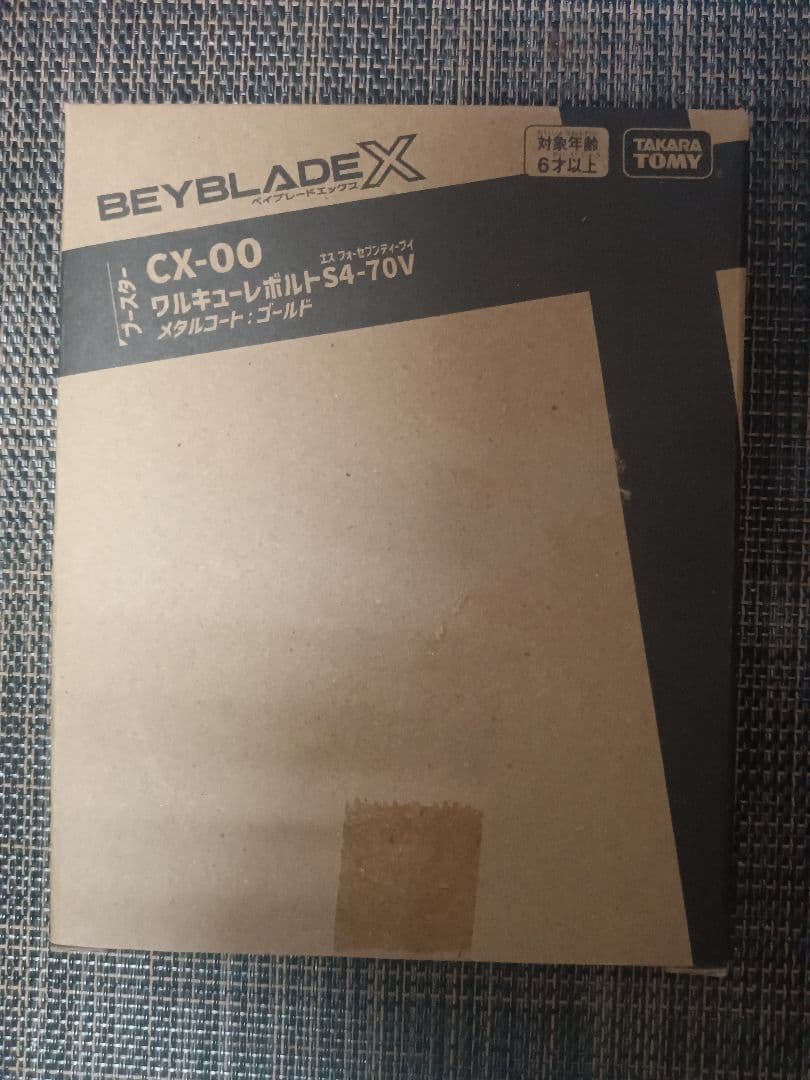 BEYBLADE X
ベイブレードエックス
対象年齢
6才以上
TAKARA
TOMY
ブースター
CX-00
エス フォーセブンティーブイ
ワルキューレボルトS4-70V
メタルコート:ゴールド